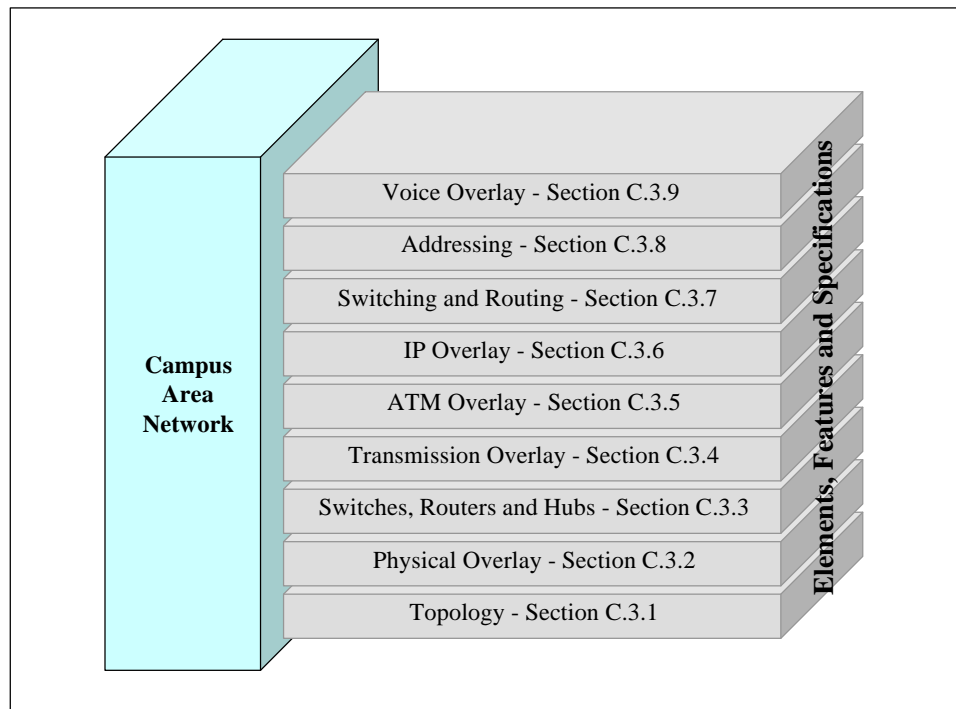 Voice Overlay - Section C.3.9
Addressing - Section C.3.8
Switching and Routing - Section C.3.7
IP Overlay - Section C.3.6
ATM Overlay - Section C.3.5
Transmission Overlay - Section C.3.4
Switches, Routers and Hubs - Section C.3.3
Physical Overlay - Section C.3.2
Topology - Section C.3.1
Campus
Area
Network
Elements, Features and Specifications